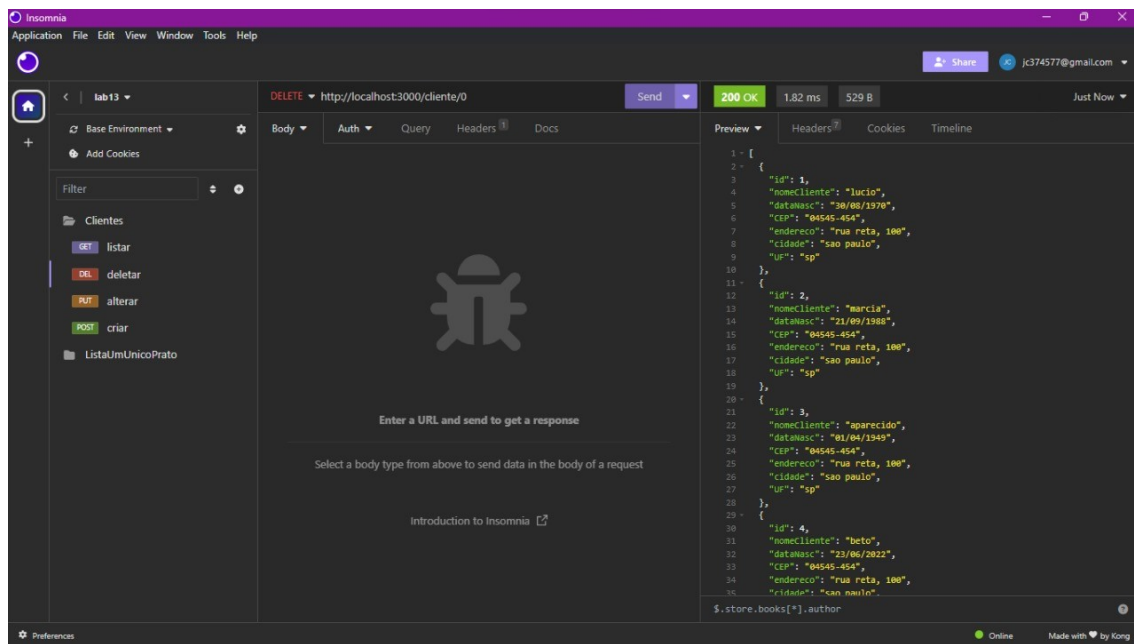 Insomnia
Application File Edit View Window Tools Help
Share
JC
jc374577@gmail.com
lab13
Base Environment
Add Cookies
Filter
Clientes
GET listar
DEL deletar
PUT alterar
POST criar
ListaUmUnicoPrato
DELETE http://localhost:3000/cliente/0
Send
Body Auth Query Headers 1 Docs
Enter a URL and send to get a response
Select a body type from above to send data in the body of a request
Introduction to Insomnia
200 OK 1.82 ms 529 B Just Now
Preview Headers 7 Cookies Timeline
1 [
2 {
3 "id": 1,
4 "nomeCliente": "lucio",
5 "dataNasc": "30/08/1970",
6 "CEP": "04545-454",
7 "endereco": "rua reta, 100",
8 "cidade": "sao paulo",
9 "UF": "sp"
10 },
11 {
12 "id": 2,
13 "nomeCliente": "marcia",
14 "dataNasc": "21/09/1988",
15 "CEP": "04545-454",
16 "endereco": "rua reta, 100",
17 "cidade": "sao paulo",
18 "UF": "sp"
19 },
20 {
21 "id": 3,
22 "nomeCliente": "aparecido",
23 "dataNasc": "01/04/1949",
24 "CEP": "04545-454",
25 "endereco": "rua reta, 100",
26 "cidade": "sao paulo",
27 "UF": "sp"
28 },
29 {
30 "id": 4,
31 "nomeCliente": "beto",
32 "dataNasc": "23/06/2022",
33 "CEP": "04545-454",
34 "endereco": "rua reta, 100",
35 "cidade": "sao paulo",
$.store.books[*].author
Preferences
Online
Made with ♥ by Kong